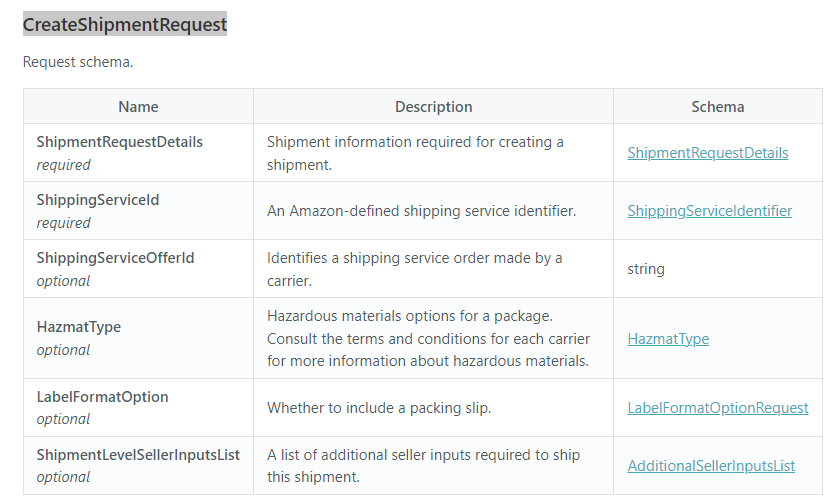 CreateShipmentRequest
Request schema.
Name Description Schema
ShipmentRequestDetails
required
Shipment information required for creating a
shipment.
ShipmentRequestDetails
ShippingServiceId
required
An Amazon-defined shipping service identifier.
ShippingServiceIdentifier
ShippingServiceOfferId
optional
Identifies a shipping service order made by a
carrier.
string
HazmatType
optional
Hazardous materials options for a package.
Consult the terms and conditions for each carrier
for more information about hazardous materials.
HazmatType
LabelFormatOption
optional
Whether to include a packing slip.
LabelFormatOptionRequest
ShipmentLevelSellerInputsList
optional
A list of additional seller inputs required to ship
this shipment.
AdditionalSellerInputsList